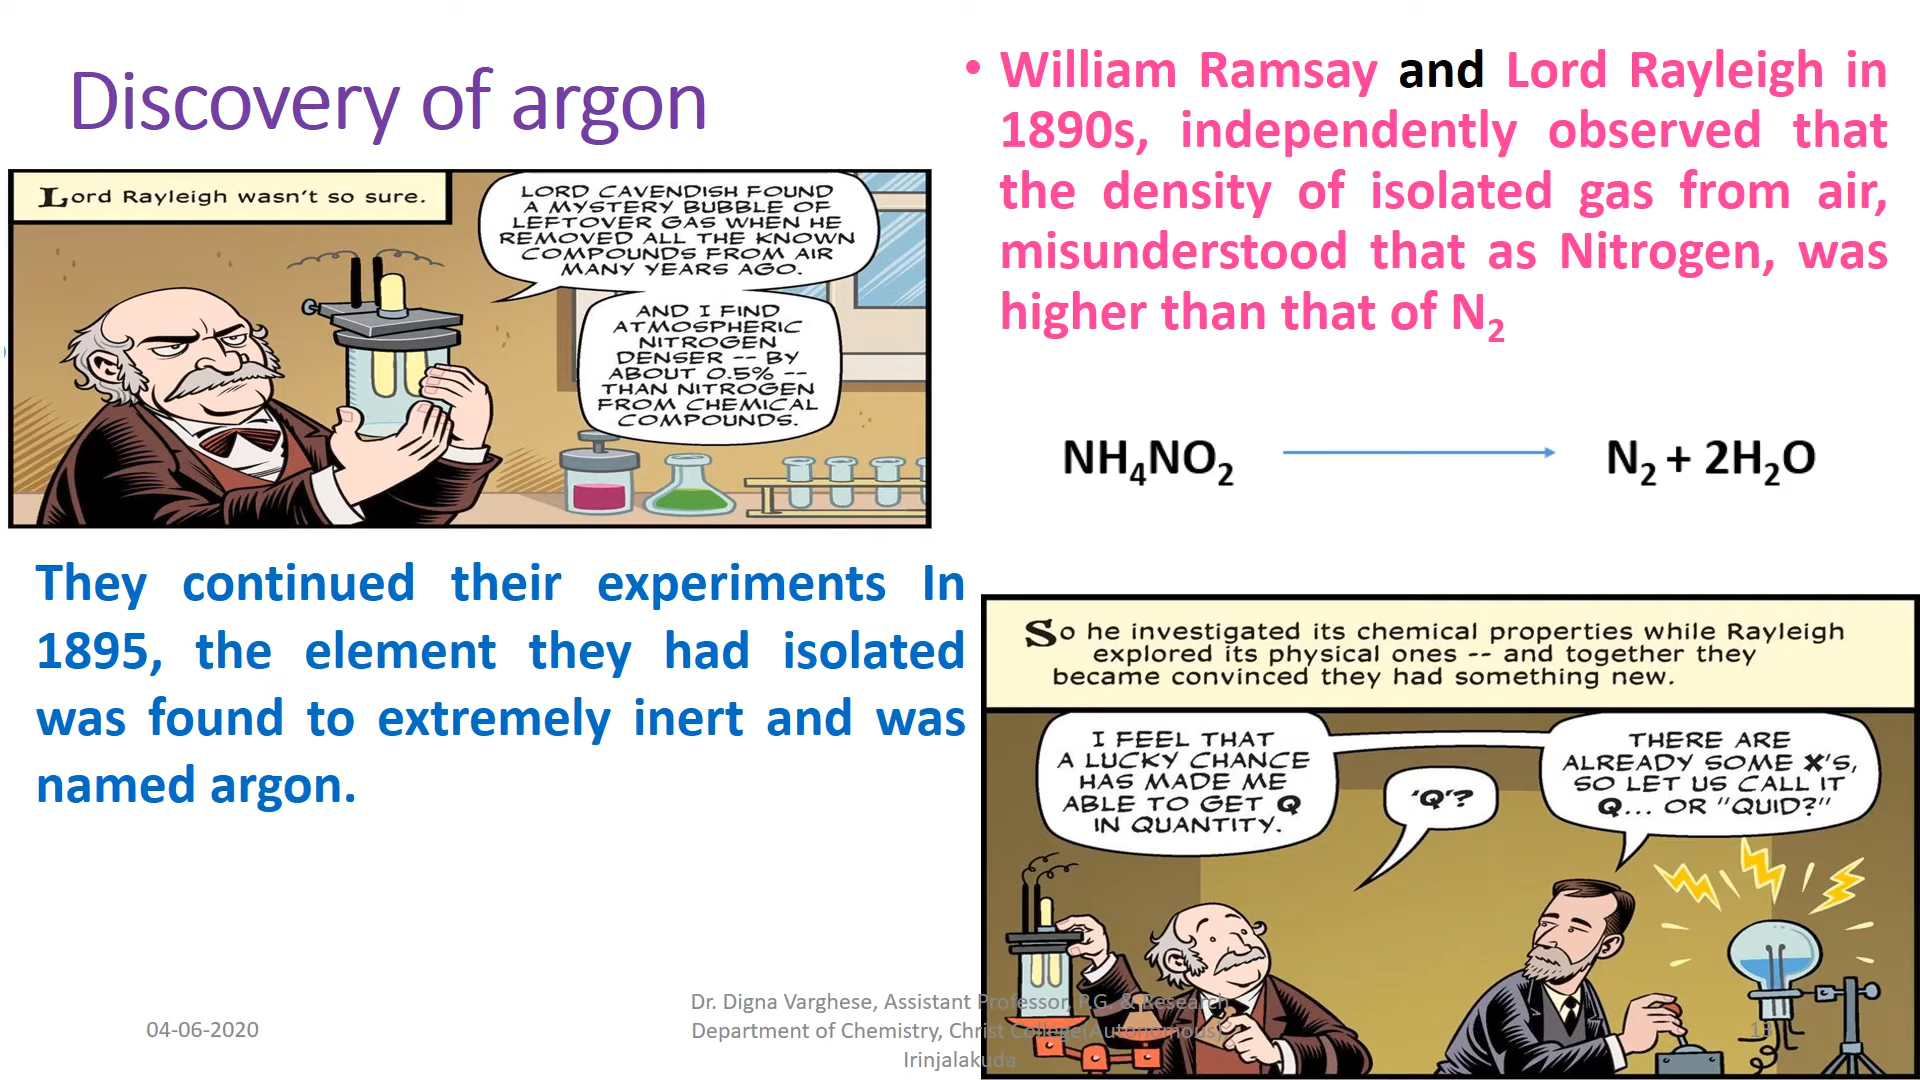 Discovery of argon
Lord Rayleigh wasn't so sure.
LORD CAVENDISH FOUND
A MYSTERY BUBBLE OF
LEFTOVER GAS WHEN HE
REMOVED ALL THE KNOWN
COMPOUNDS FROM AIR
MANY YEARS AGO.
AND I FIND
ATMOSPHERIC
NITROGEN
DENSER -- BY
ABOUT 0.5% --
THAN NITROGEN
FROM CHEMICAL
COMPOUNDS.
• William Ramsay and Lord Rayleigh in
1890s, independently observed that
the density of isolated gas from air,
misunderstood that as Nitrogen, was
higher than that of N₂
NH₄NO₂ → N₂ + 2H₂O
They continued their experiments In
1895, the element they had isolated
was found to extremely inert and was
named argon.
So he investigated its chemical properties while Rayleigh
explored its physical ones -- and together they
became convinced they had something new.
I FEEL THAT
A LUCKY CHANCE
HAS MADE ME
ABLE TO GET Q
IN QUANTITY.
'Q'?
THERE ARE
ALREADY SOME X'S,
SO LET US CALL IT
Q... OR "QUID?"
04-06-2020
Dr. Digna Varghese, Assistant Professor, P.G. & Research
Department of Chemistry, Christ College(Autonomous)
Irinjalakuda